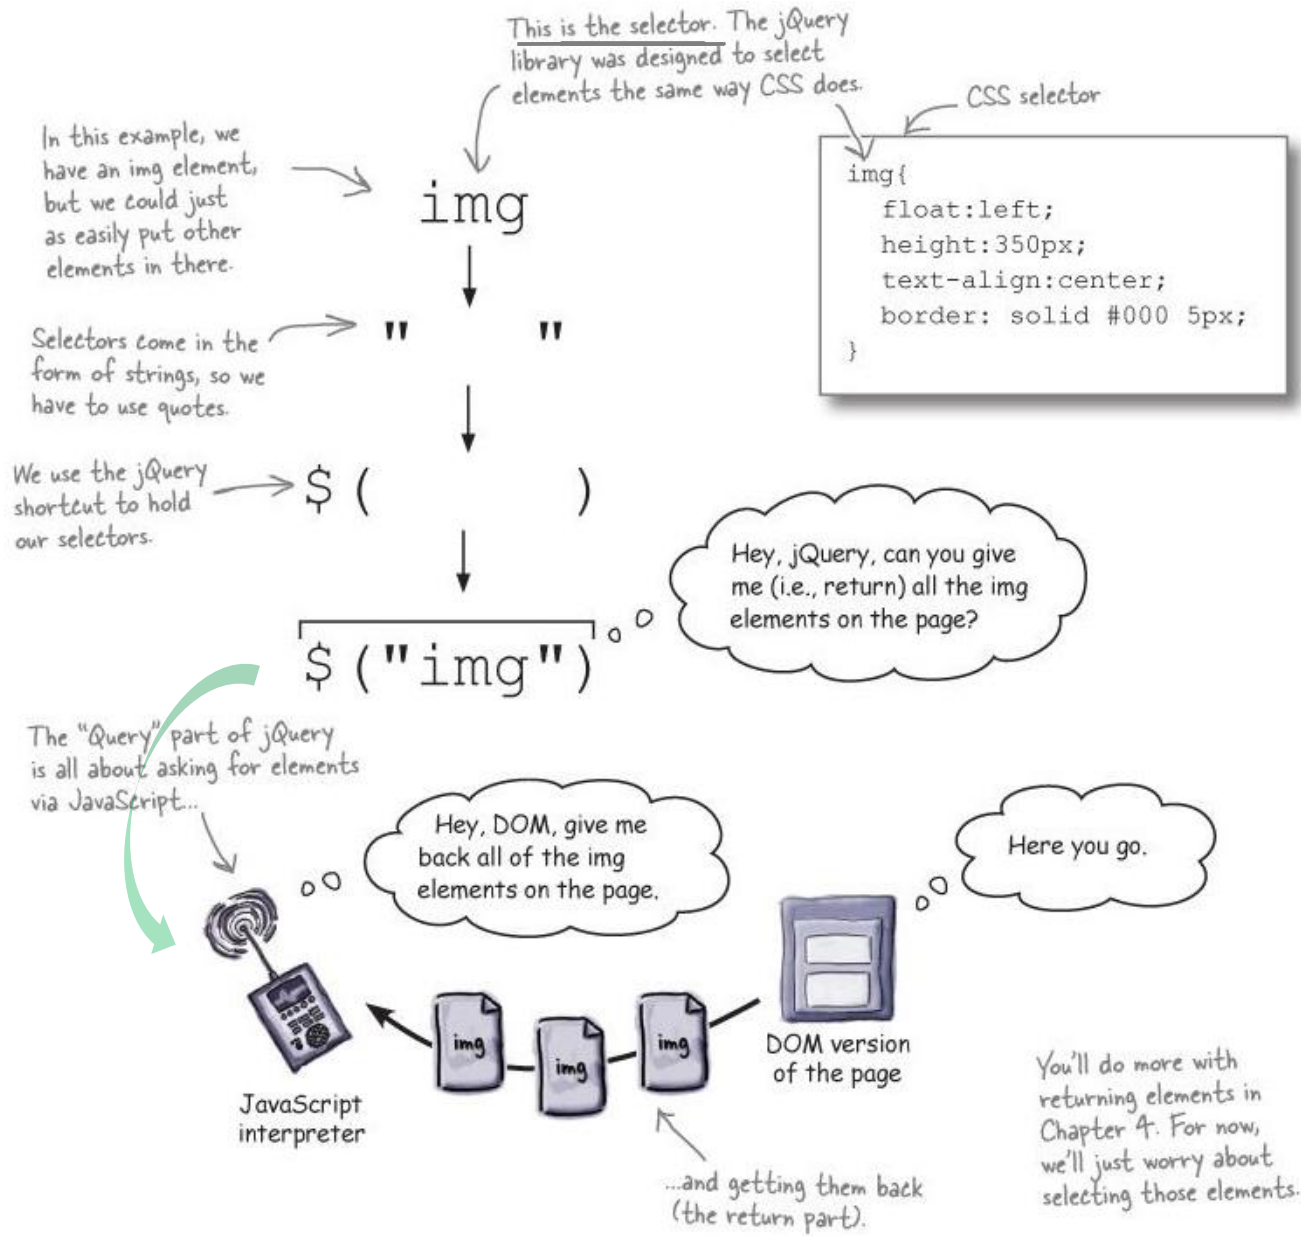 This is the selector. The jQuery
library was designed to select
elements the same way CSS does.
CSS selector
In this example, we
have an img element,
but we could just
as easily put other
elements in there.
img
img{
float:left;
height:350px;
text-align:center;
border: solid #000 5px;
}
Selectors come in the
form of strings, so we
have to use quotes.
" "
We use the jQuery
shortcut to hold
our selectors.
$( )
Hey, jQuery, can you give
me (i.e., return) all the img
elements on the page?
$("img")
The "Query" part of jQuery
is all about asking for elements
via JavaScript...
Hey, DOM, give me
back all of the img
elements on the page.
Here you go.
img
img
img
JavaScript
interpreter
DOM version
of the page
...and getting them back
(the return part).
You'll do more with
returning elements in
Chapter 4. For now,
we'll just worry about
selecting those elements.